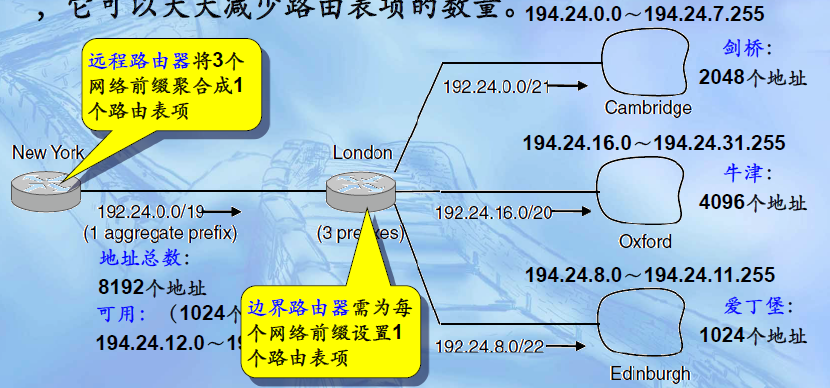 ，它可以大大减少路由表项的数量。
194.24.0.0～194.24.7.255
远程路由器将3个
网络前缀聚合成1
个路由表项
剑桥：
2048个地址
192.24.0.0/21
Cambridge
New York
London
194.24.16.0～194.24.31.255
牛津：
4096个地址
192.24.0.0/19
(1 aggregate prefix)
(3 prefixes)
192.24.16.0/20
Oxford
地址总数：
8192个地址
可用：（1024个
194.24.12.0～19
边界路由器需为每
个网络前缀设置1
个路由表项
194.24.8.0～194.24.11.255
爱丁堡：
1024个地址
192.24.8.0/22
Edinburgh